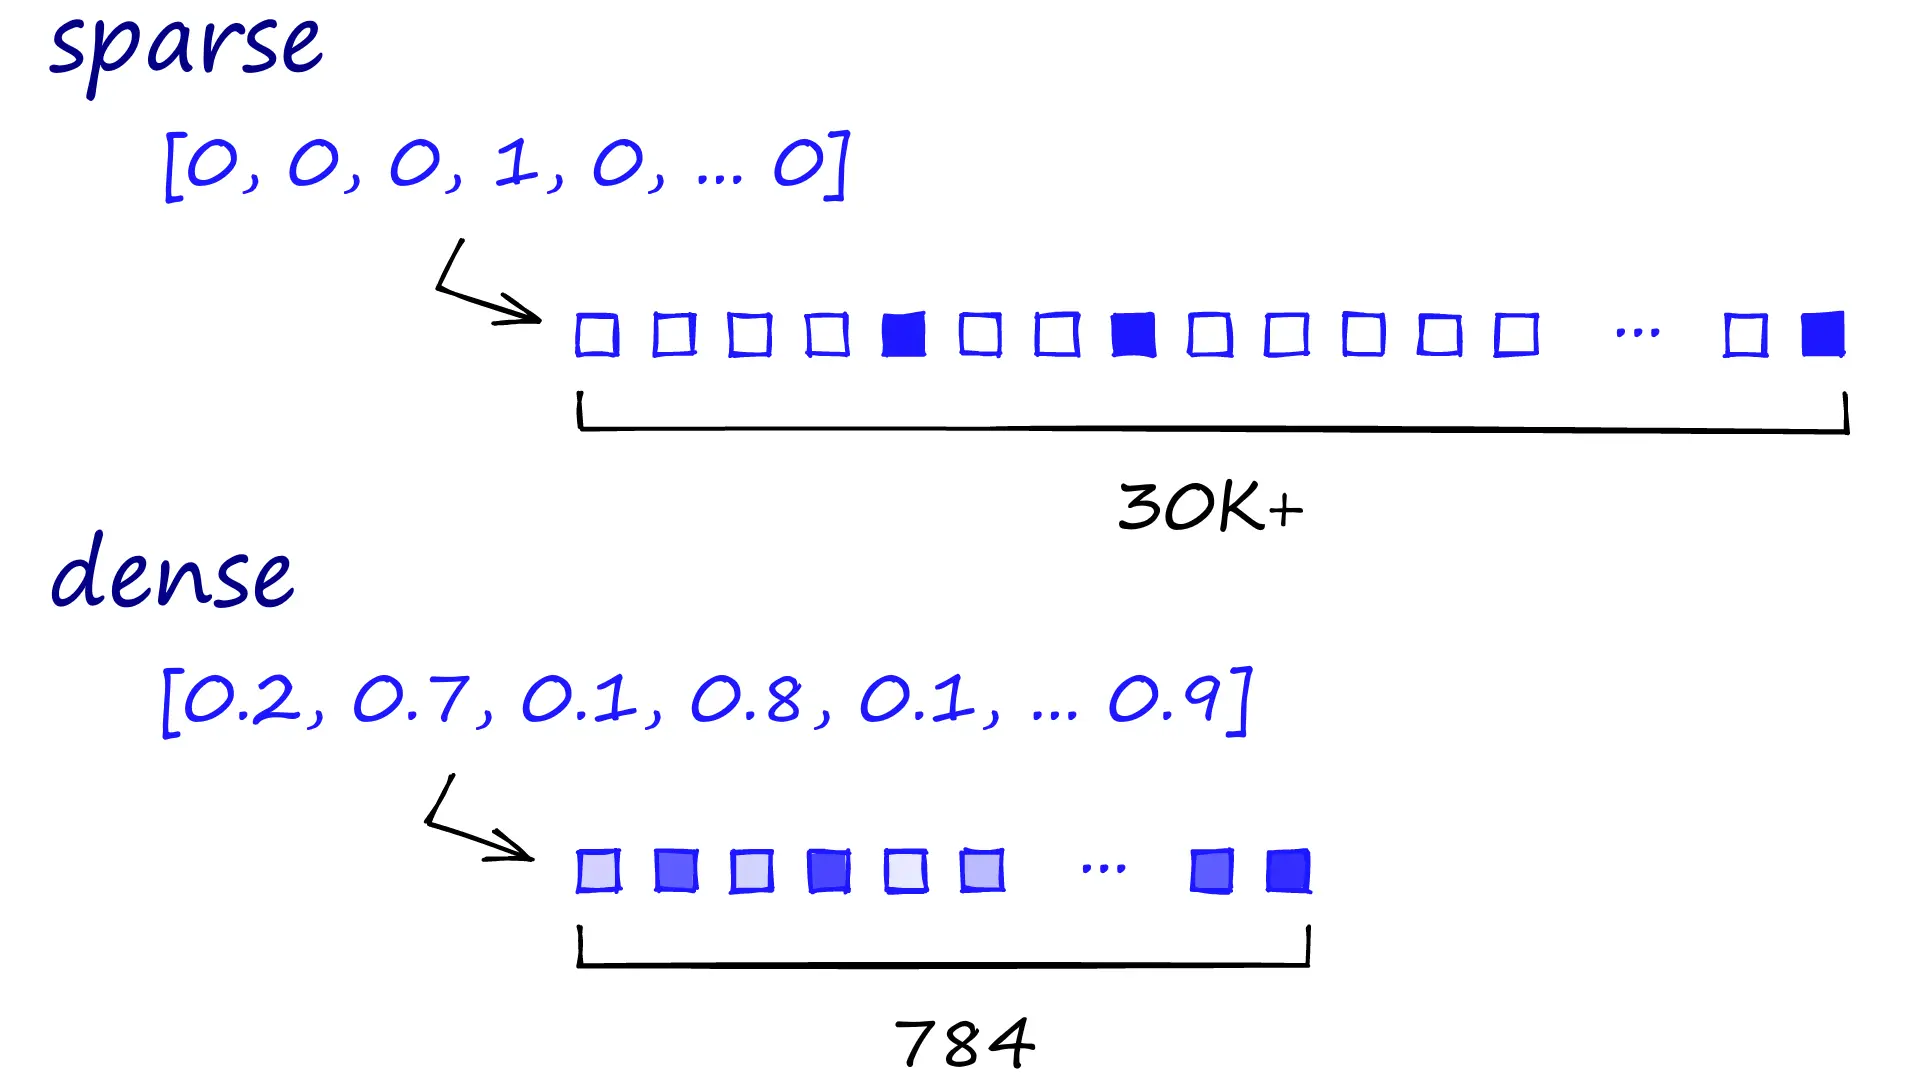 sparse
[0, 0, 0, 1, 0, ... 0]
...
30K+
dense
[0.2, 0.7, 0.1, 0.8, 0.1, ... 0.9]
...
784